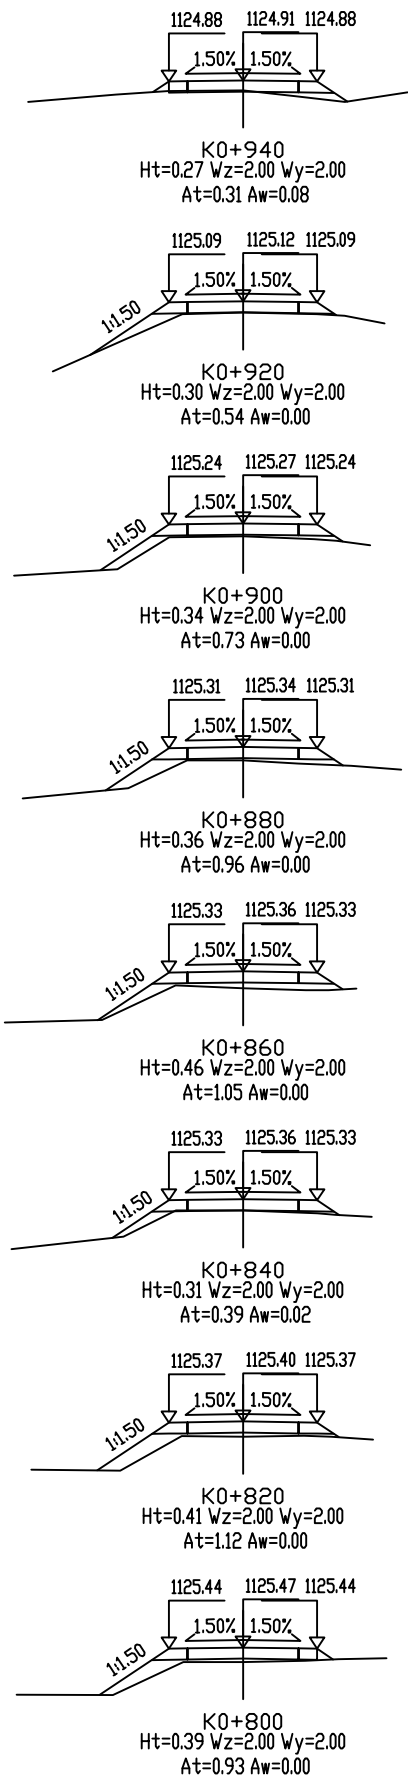 1124.88 1124.91 1124.88
1.50% 1.50%
K0+940
Ht=0.27 Wz=2.00 Wy=2.00
At=0.31 Aw=0.08
1125.09 1125.12 1125.09
1.50% 1.50%
1:1.50
K0+920
Ht=0.30 Wz=2.00 Wy=2.00
At=0.54 Aw=0.00
1125.24 1125.27 1125.24
1.50% 1.50%
1:1.50
K0+900
Ht=0.34 Wz=2.00 Wy=2.00
At=0.73 Aw=0.00
1125.31 1125.34 1125.31
1.50% 1.50%
1:1.50
K0+880
Ht=0.36 Wz=2.00 Wy=2.00
At=0.96 Aw=0.00
1125.33 1125.36 1125.33
1.50% 1.50%
1:1.50
K0+860
Ht=0.46 Wz=2.00 Wy=2.00
At=1.05 Aw=0.00
1125.33 1125.36 1125.33
1.50% 1.50%
1:1.50
K0+840
Ht=0.31 Wz=2.00 Wy=2.00
At=0.39 Aw=0.02
1125.37 1125.40 1125.37
1.50% 1.50%
1:1.50
K0+820
Ht=0.41 Wz=2.00 Wy=2.00
At=1.12 Aw=0.00
1125.44 1125.47 1125.44
1.50% 1.50%
1:1.50
K0+800
Ht=0.39 Wz=2.00 Wy=2.00
At=0.93 Aw=0.00